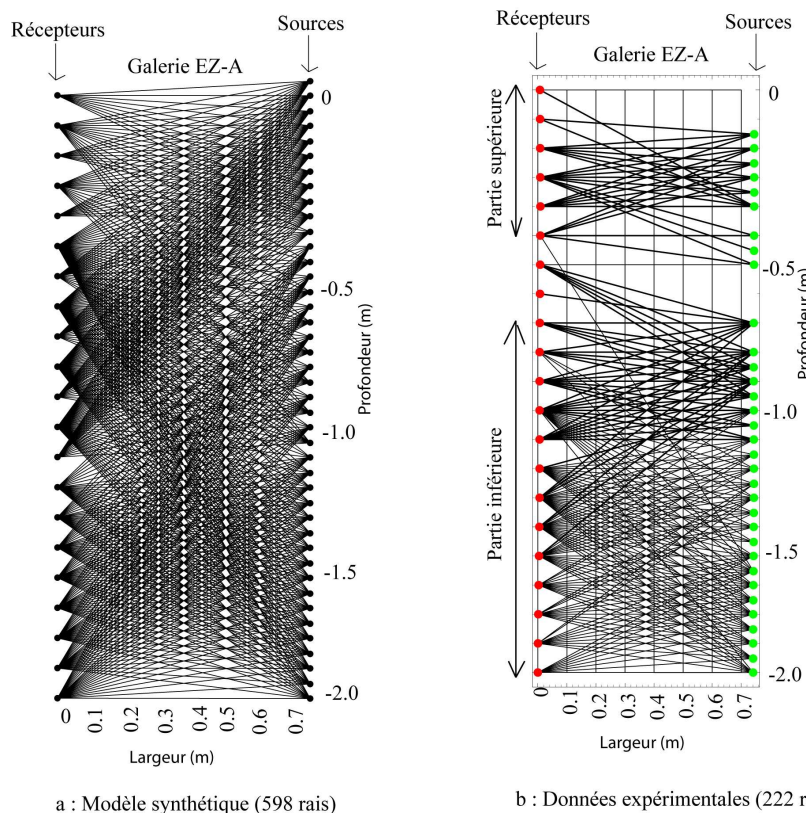 Récepteurs
Sources
Galerie EZ-A
0
-0.5
Profondeur (m)
-1.0
-1.5
-2.0
0
0.1
0.2
0.3
0.4
0.5
0.6
0.7
Largeur (m)
a : Modèle synthétique (598 rais)
Récepteurs
Sources
Galerie EZ-A
Partie supérieure
Partie inférieure
0
-0.5
Profondeur (m)
-1.0
-1.5
-2.0
0
0.1
0.2
0.3
0.4
0.5
0.6
0.7
Largeur (m)
b : Données expérimentales (222 r